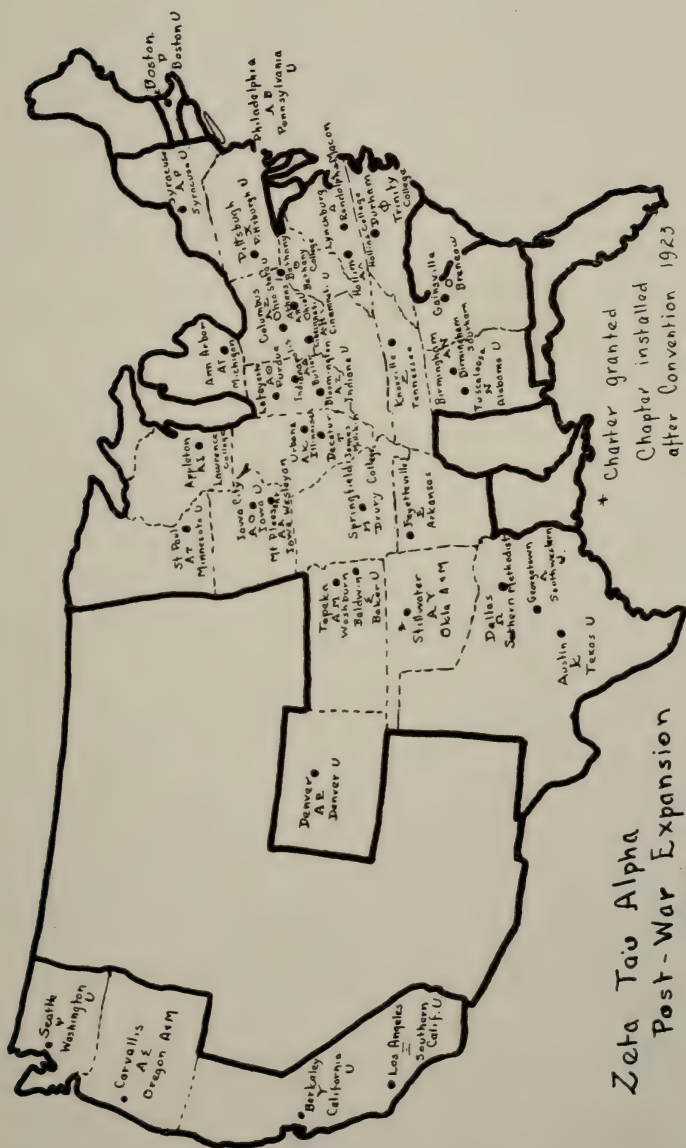 Seattle
Ψ
Washington
U
Corvallis
A E
Oregon A&M
Berkaley
Υ
California
U
Los Angeles
Ξ
Southern
Calif. U
Denver
A E
Denver U
St Paul
A T
Minnesota U
Appleton
Lawrence
College
Iowa City
A O
Iowa U
Mt Pleasant
A A
Iowa Wesleyan
Topeka
A M
Washburn
Baldwin
Baker U
+
Stillwater
A Y
Okla A&M
Dallas
Ω
Southern Methodist
Georgetown
Λ
Southwestern
U.
Austin
K
Texas U
Springfield
M
Drury College
Fayetteville
E
Arkansas
Urbana
A K
Illinois
Decatur
James
Millikin
Ann Arbor
Michigan
Lafayette
Purdue
Indianapolis
Butler
Bloomington
Indiana U
Columbus
Ohio State U
Athens
Ohio U
Bethany
Bethany
College
Cincinnati
Cincinnati U
Knoxville
Z
Tennessee
Birmingham
A N
Birmingham
Southern
Tuscaloosa
N
Alabama U
Gainsville
O
Breneau
Pittsburgh
X
Pittsburgh U
Syracuse
A P
Syracuse U
Boston
Boston U
Philadelphia
A B
Pennsylvania
U
Lynchburg
Δ
Randolph Macon
Hollins
Hollins College
Durham
Φ
Trinity
College
+ Charter granted
Chapter installed
after Convention 1923
Zeta Tau Alpha
Post-War Expansion